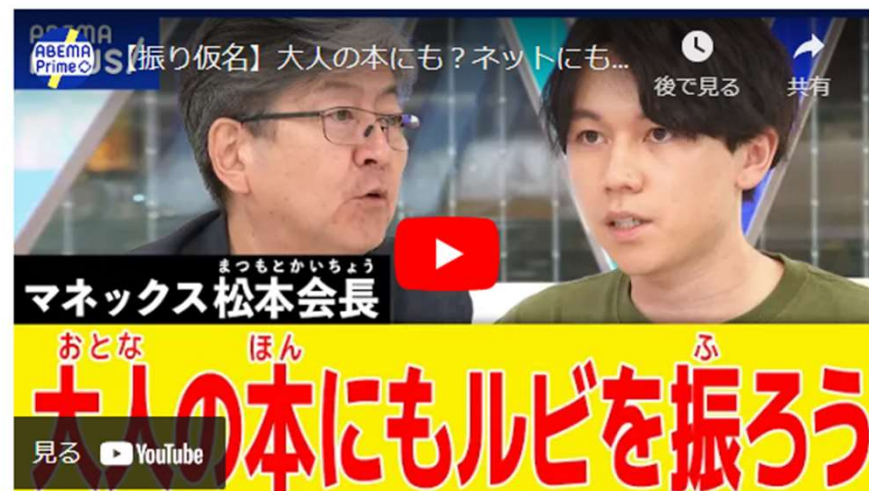 ABEMA Prime
【振り仮名】大人の本にも？ネットにも...
後で見る
共有
まつもとかいちょう
マネックス松本会長
おとな ほん ふ
大人の本にもルビを振ろう
見る YouTube